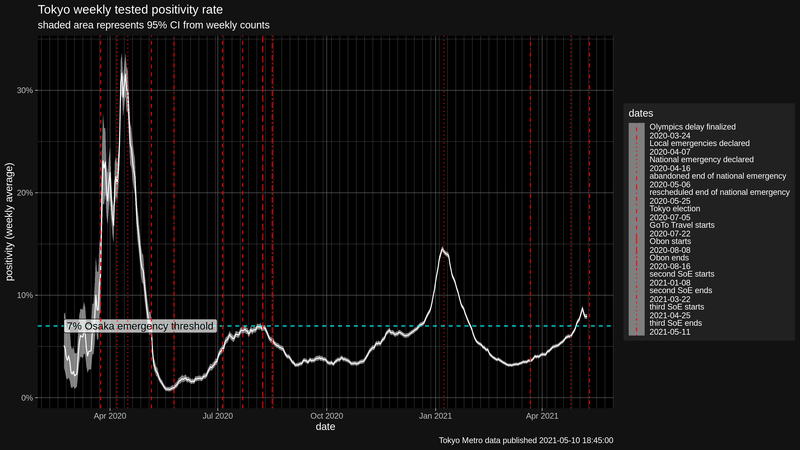 Tokyo weekly tested positivity rate
shaded area represents 95% CI from weekly counts
positivity (weekly average)
30%
20%
10%
0%
7% Osaka emergency threshold
Apr 2020
Jul 2020
Oct 2020
Jan 2021
Apr 2021
date
dates
Olympics delay finalized
2020-03-24
Local emergencies declared
2020-04-07
National emergency declared
2020-04-16
abandoned end of national emergency
2020-05-06
rescheduled end of national emergency
2020-05-25
Tokyo election
2020-07-05
GoTo Travel starts
2020-07-22
Obon starts
2020-08-08
Obon ends
2020-08-16
second SoE starts
2021-01-08
second SoE ends
2021-03-22
third SoE starts
2021-04-25
third SoE ends
2021-05-11
Tokyo Metro data published 2021-05-10 18:45:00